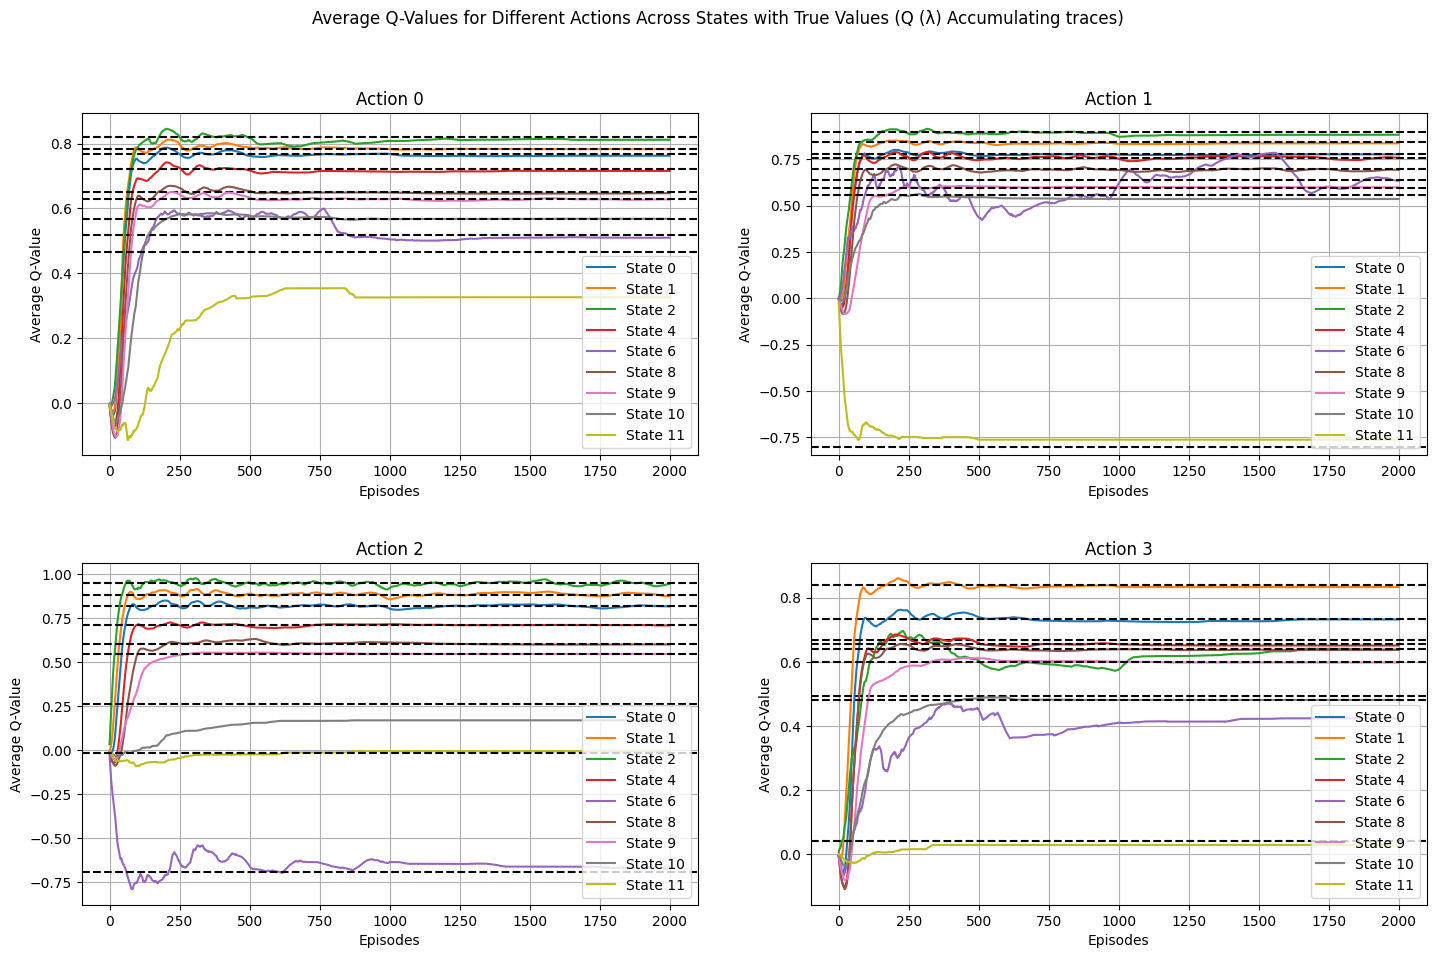 Average Q-Values for Different Actions Across States with True Values (Q (λ) Accumulating traces)
Action 0
0.8
0.6
0.4
0.2
0.0
Average Q-Value
0 250 500 750 1000 1250 1500 1750 2000
Episodes
State 0
State 1
State 2
State 4
State 6
State 8
State 9
State 10
State 11
Action 1
0.75
0.50
0.25
0.00
−0.25
−0.50
−0.75
Average Q-Value
0 250 500 750 1000 1250 1500 1750 2000
Episodes
State 0
State 1
State 2
State 4
State 6
State 8
State 9
State 10
State 11
Action 2
1.00
0.75
0.50
0.25
0.00
−0.25
−0.50
−0.75
Average Q-Value
0 250 500 750 1000 1250 1500 1750 2000
Episodes
State 0
State 1
State 2
State 4
State 6
State 8
State 9
State 10
State 11
Action 3
0.8
0.6
0.4
0.2
0.0
Average Q-Value
0 250 500 750 1000 1250 1500 1750 2000
Episodes
State 0
State 1
State 2
State 4
State 6
State 8
State 9
State 10
State 11